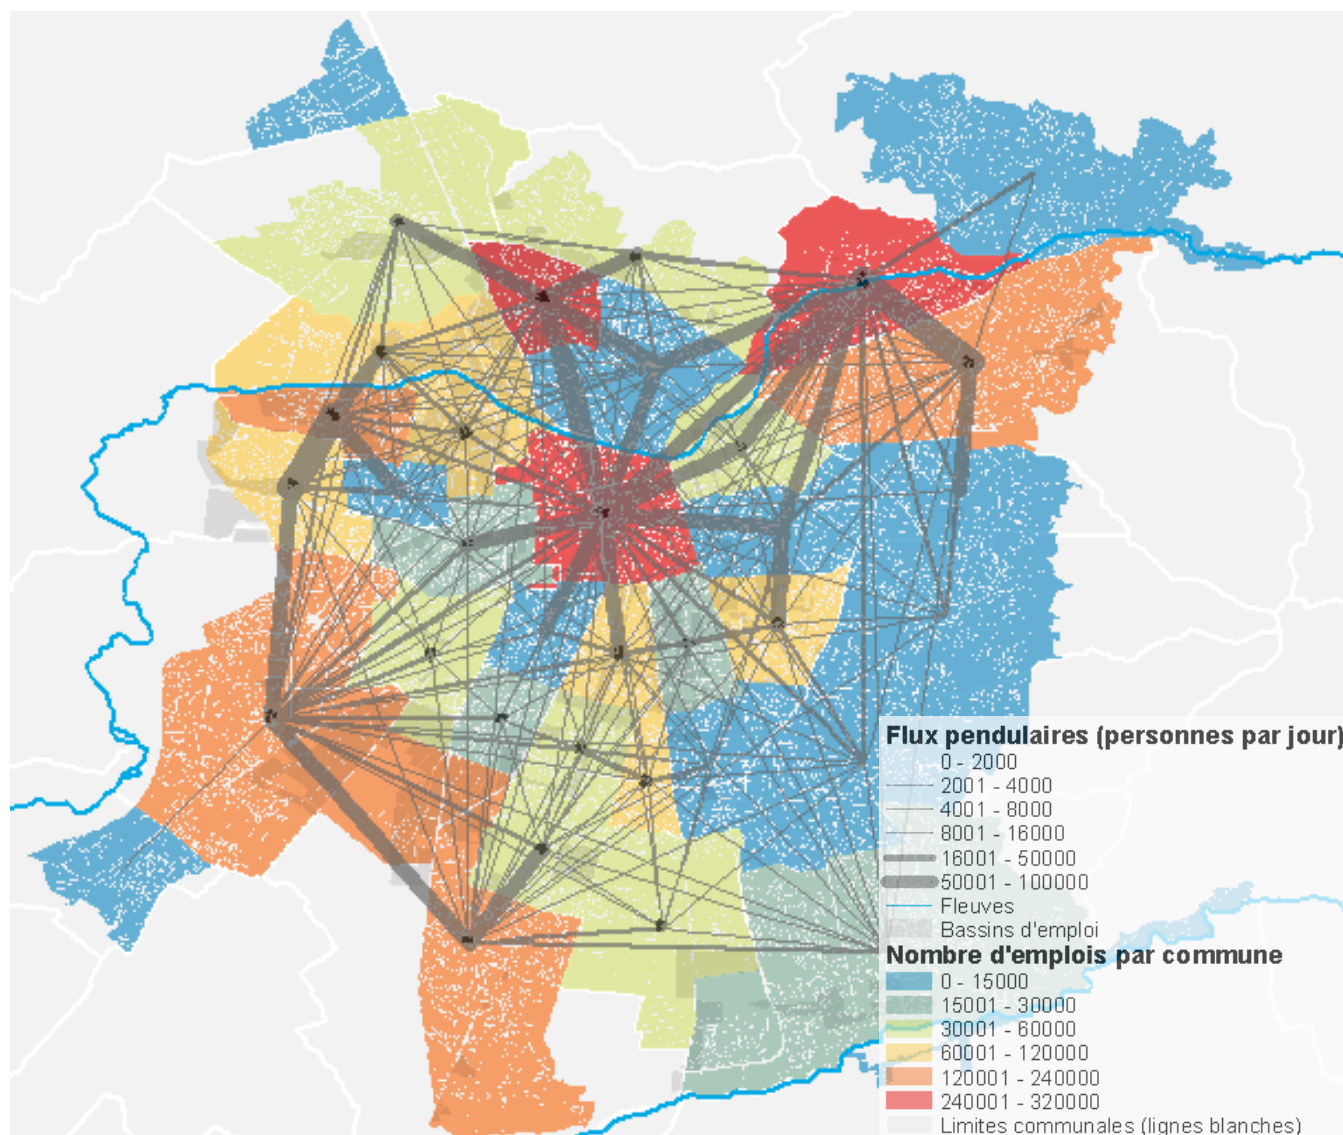 Flux pendulaires (personnes par jour)
0 - 2000
2001 - 4000
4001 - 8000
8001 - 16000
16001 - 50000
50001 - 100000
Fleuves
Bassins d'emploi
Nombre d'emplois par commune
0 - 15000
15001 - 30000
30001 - 60000
60001 - 120000
120001 - 240000
240001 - 320000
Limites communales (lignes blanches)